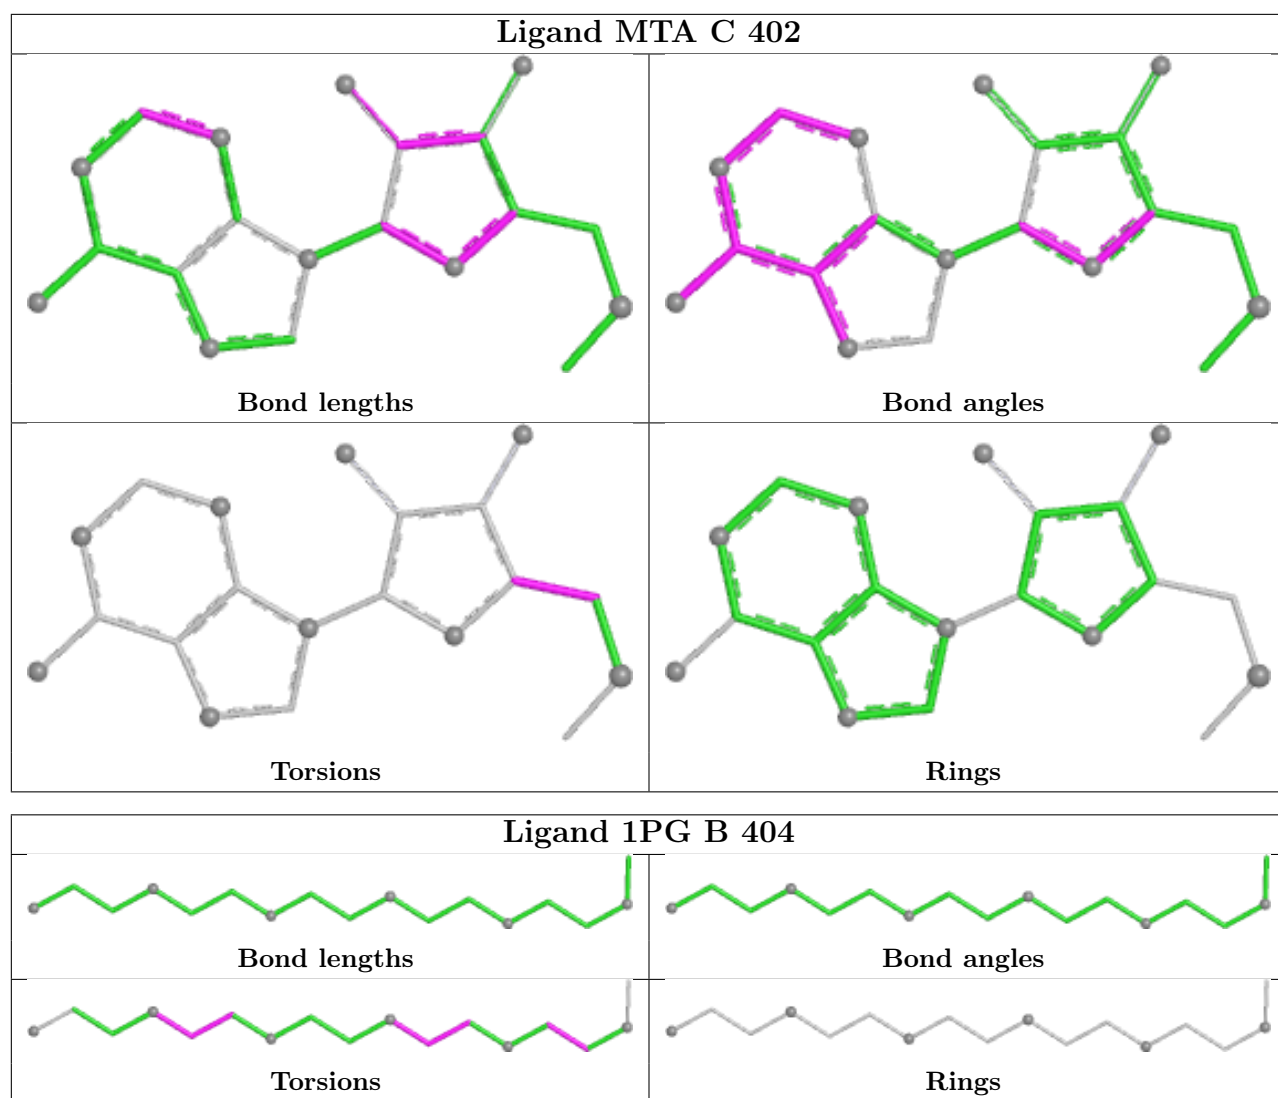 Ligand MTA C 402
Bond lengths
Bond angles
Torsions
Rings
Ligand 1PG B 404
Bond lengths
Bond angles
Torsions
Rings